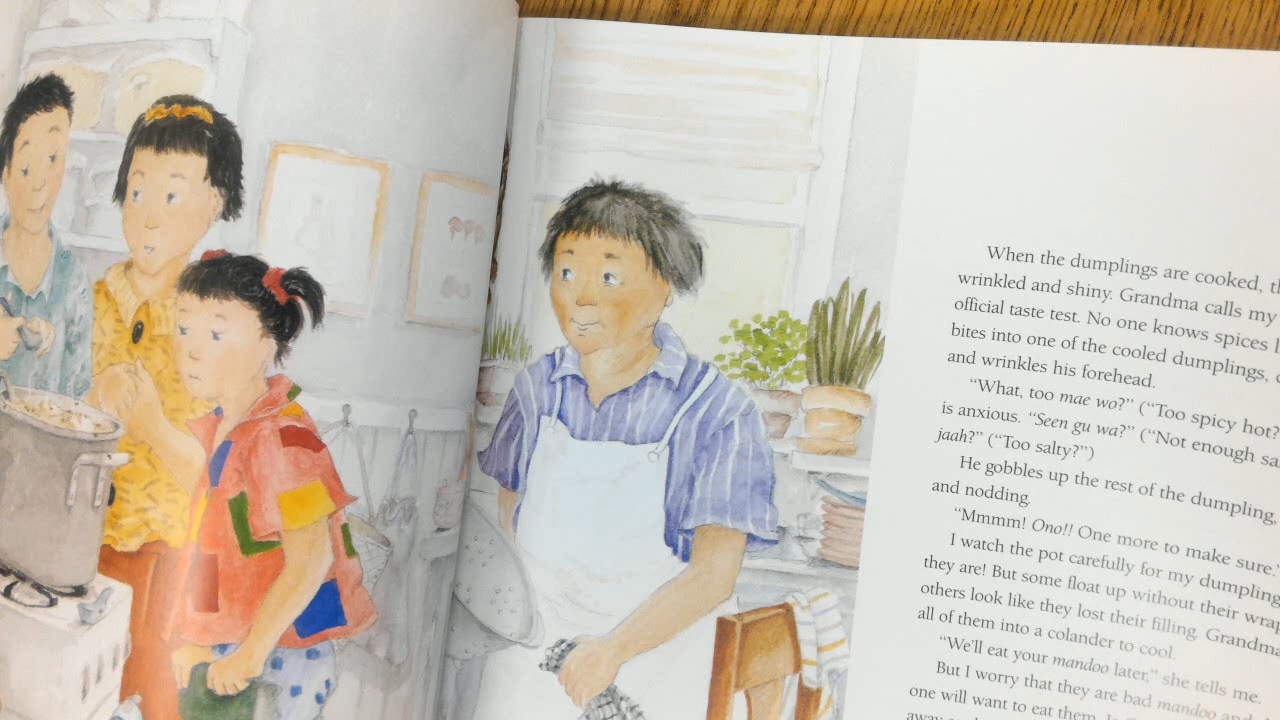 When the dumplings are cooked,
wrinkled and shiny. Grandma calls my
official taste test. No one knows spices
bites into one of the cooled dumplings,
and wrinkles his forehead.
“What, too mae wo?” (“Too spicy hot?
is anxious. “Seen gu wa?” (“Not enough
jaah?” (“Too salty?”)
He gobbles up the rest of the dumpling,
and nodding.
“Mmmm! Ono!! One more to make sure.
I watch the pot carefully for my dumpling
they are! But some float up without their
others look like they lost their filling. Grandma
all of them into a colander to cool.
“We’ll eat your mandoo later,” she tells me.
But I worry that they are bad mandoo and
one will want to eat them.
away